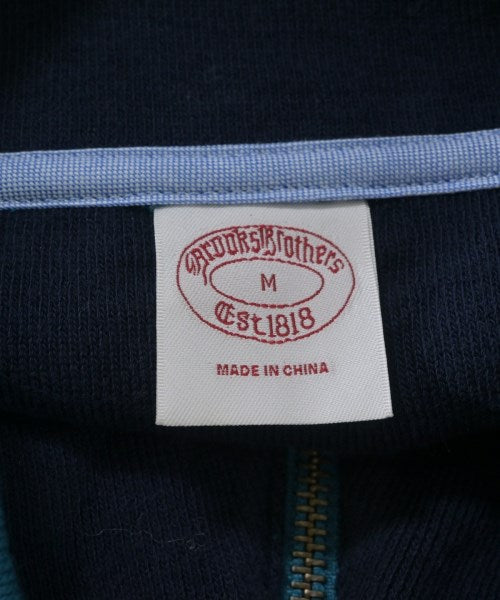 Brooks Brothers
M
Est. 1818
MADE IN CHINA